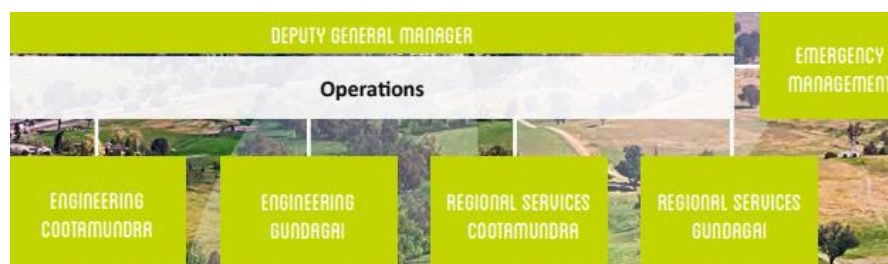 DEPUTY GENERAL MANAGER
EMERGENCY
MANAGEMENT
Operations
ENGINEERING
COOTAMUNDRA
ENGINEERING
GUNDAGAI
REGIONAL SERVICES
COOTAMUNDRA
REGIONAL SERVICES
GUNDAGAI